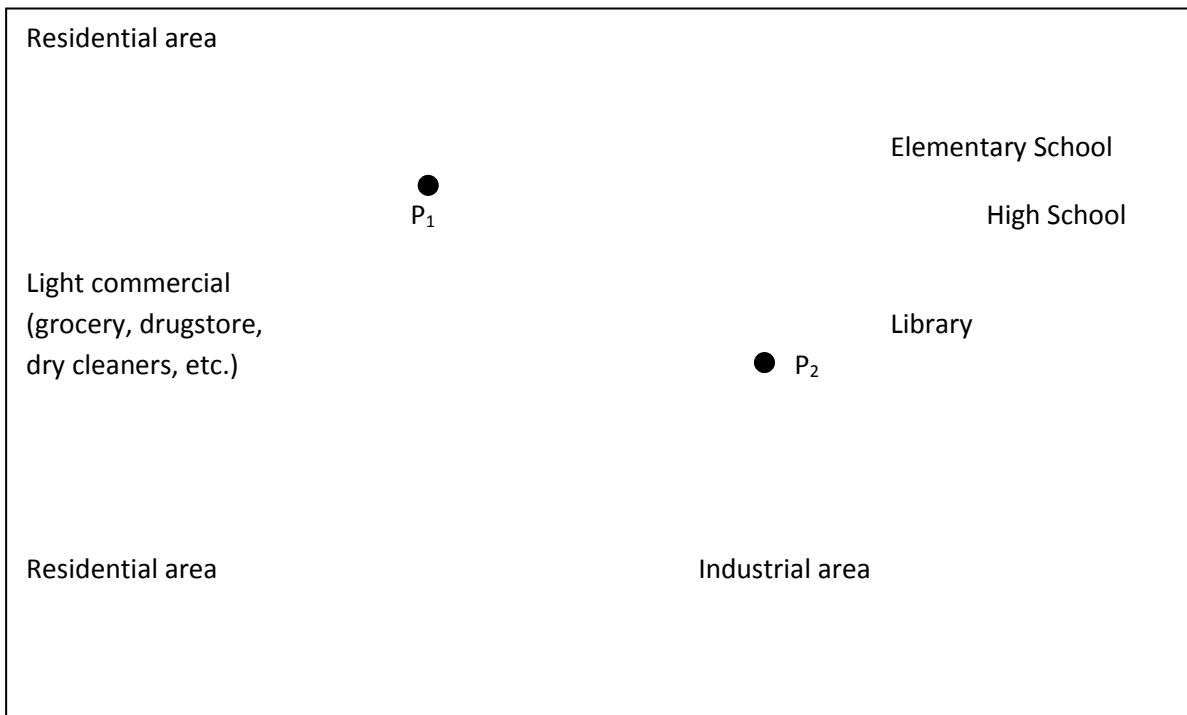 Residential area
Elementary School
P₁
High School
Light commercial
(grocery, drugstore,
Library
dry cleaners, etc.)
P₂
Residential area
Industrial area